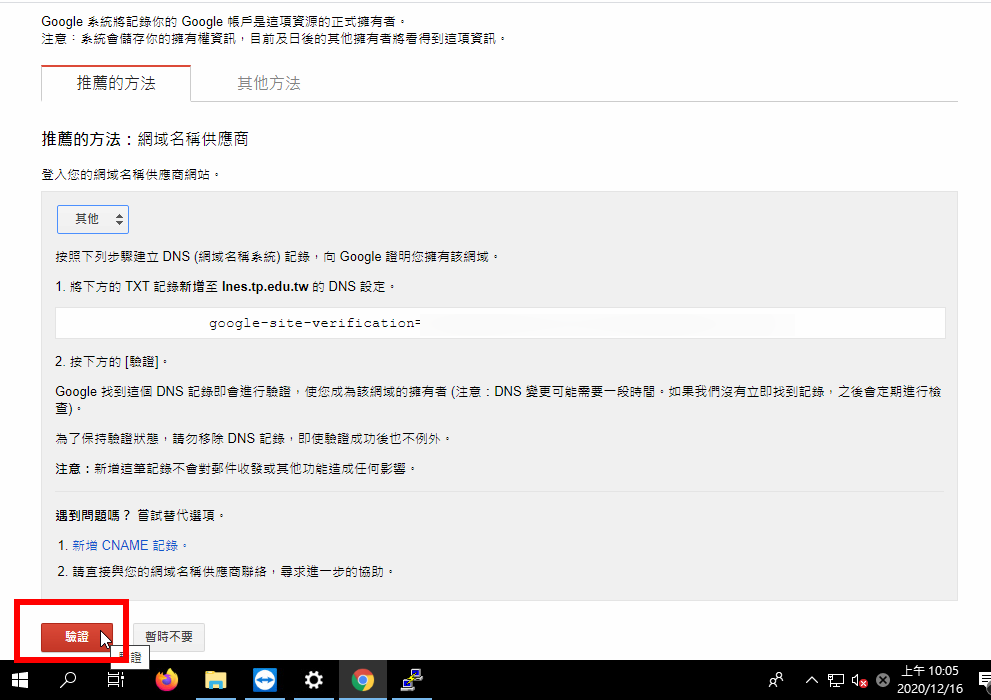 Google 系統將記錄你的 Google 帳戶是這項資源的正式擁有者。
注意：系統會儲存你的擁有權資訊，目前及日後的其他擁有者將看得到這項資訊。
推薦的方法
其他方法
推薦的方法：網域名稱供應商
登入您的網域名稱供應商網站。
其他
按照下列步驟建立 DNS (網域名稱系統) 記錄，向 Google 證明您擁有該網域。
1. 將下方的 TXT 記錄新增至 lnes.tp.edu.tw 的 DNS 設定。
google-site-verification=
2. 按下方的 [驗證]。
Google 找到這個 DNS 記錄即會進行驗證，使您成為該網域的擁有者 (注意：DNS 變更可能需要一段時間。如果我們沒有立即找到記錄，之後會定期進行檢
查)。
為了保持驗證狀態，請勿移除 DNS 記錄，即使驗證成功後也不例外。
注意：新增這筆記錄不會對郵件收發或其他功能造成任何影響。
遇到問題嗎？ 嘗試替代選項。
1. 新增 CNAME 記錄。
2. 請直接與您的網域名稱供應商聯絡，尋求進一步的協助。
驗證
暫時不要
驗證
上午 10:05
2020/12/16